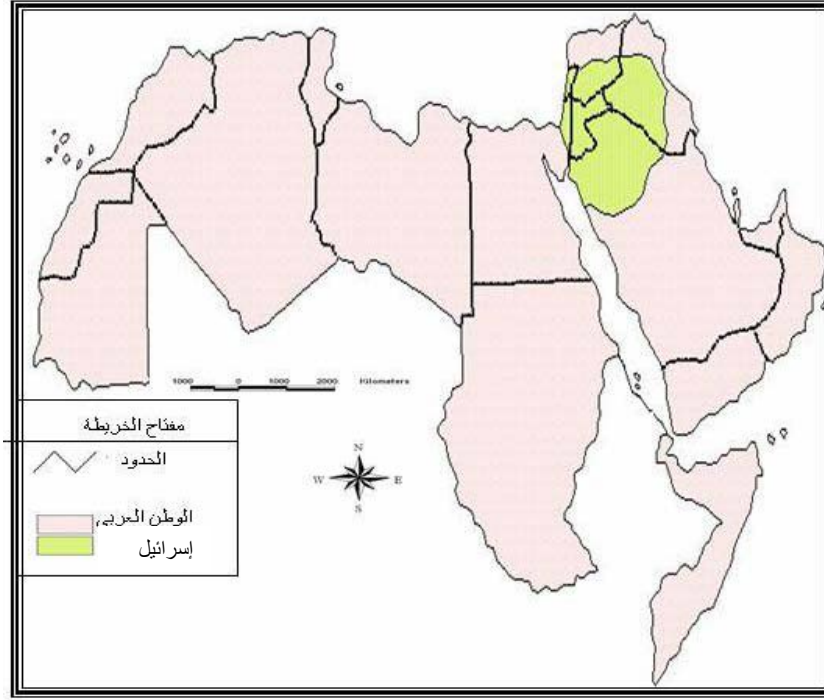 1000 0 1000 2000 Kilometers
مفتاح الخريطة
الحدود
الوطن العربي
إسرائيل
N
W E
S